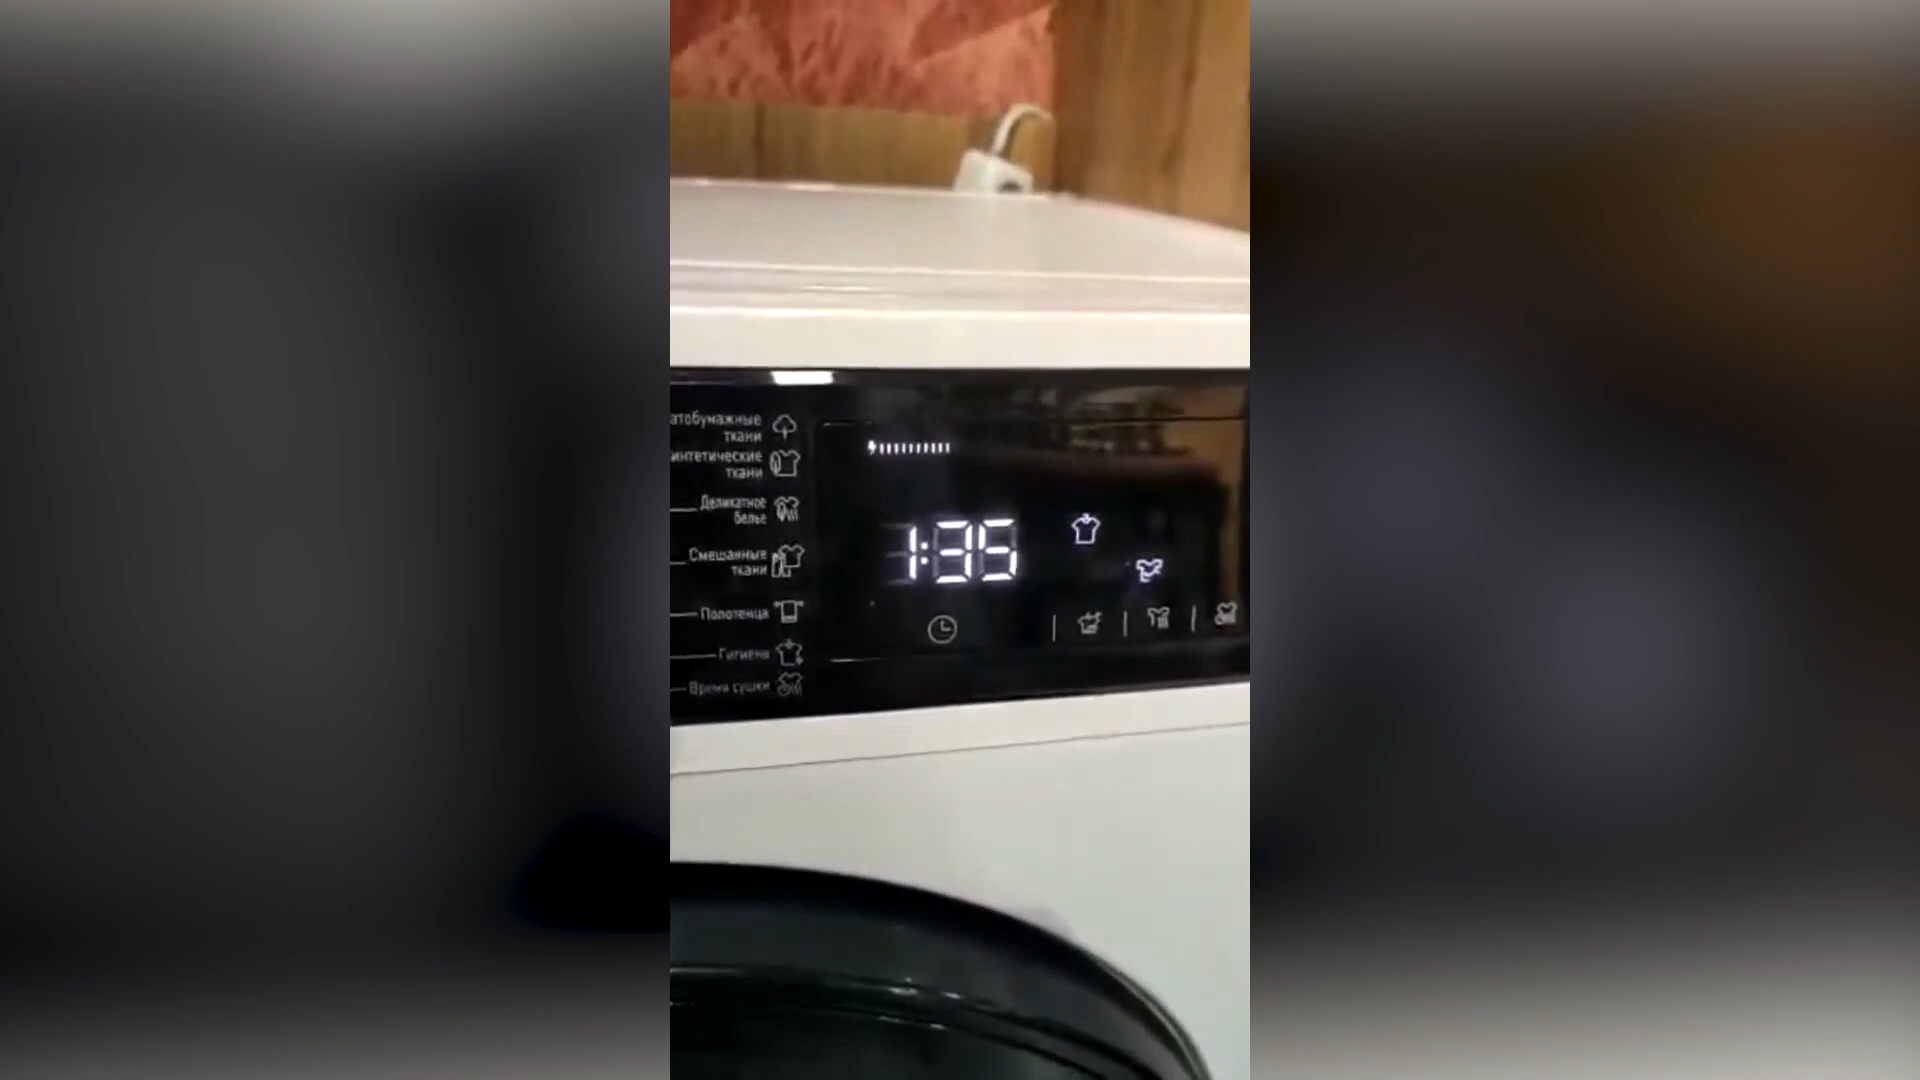 атобумажные
ткани
интетические
ткани
Деликатное
белье
Смешанные
ткани
Полотенца
Гигиена
Время сушки
1:35